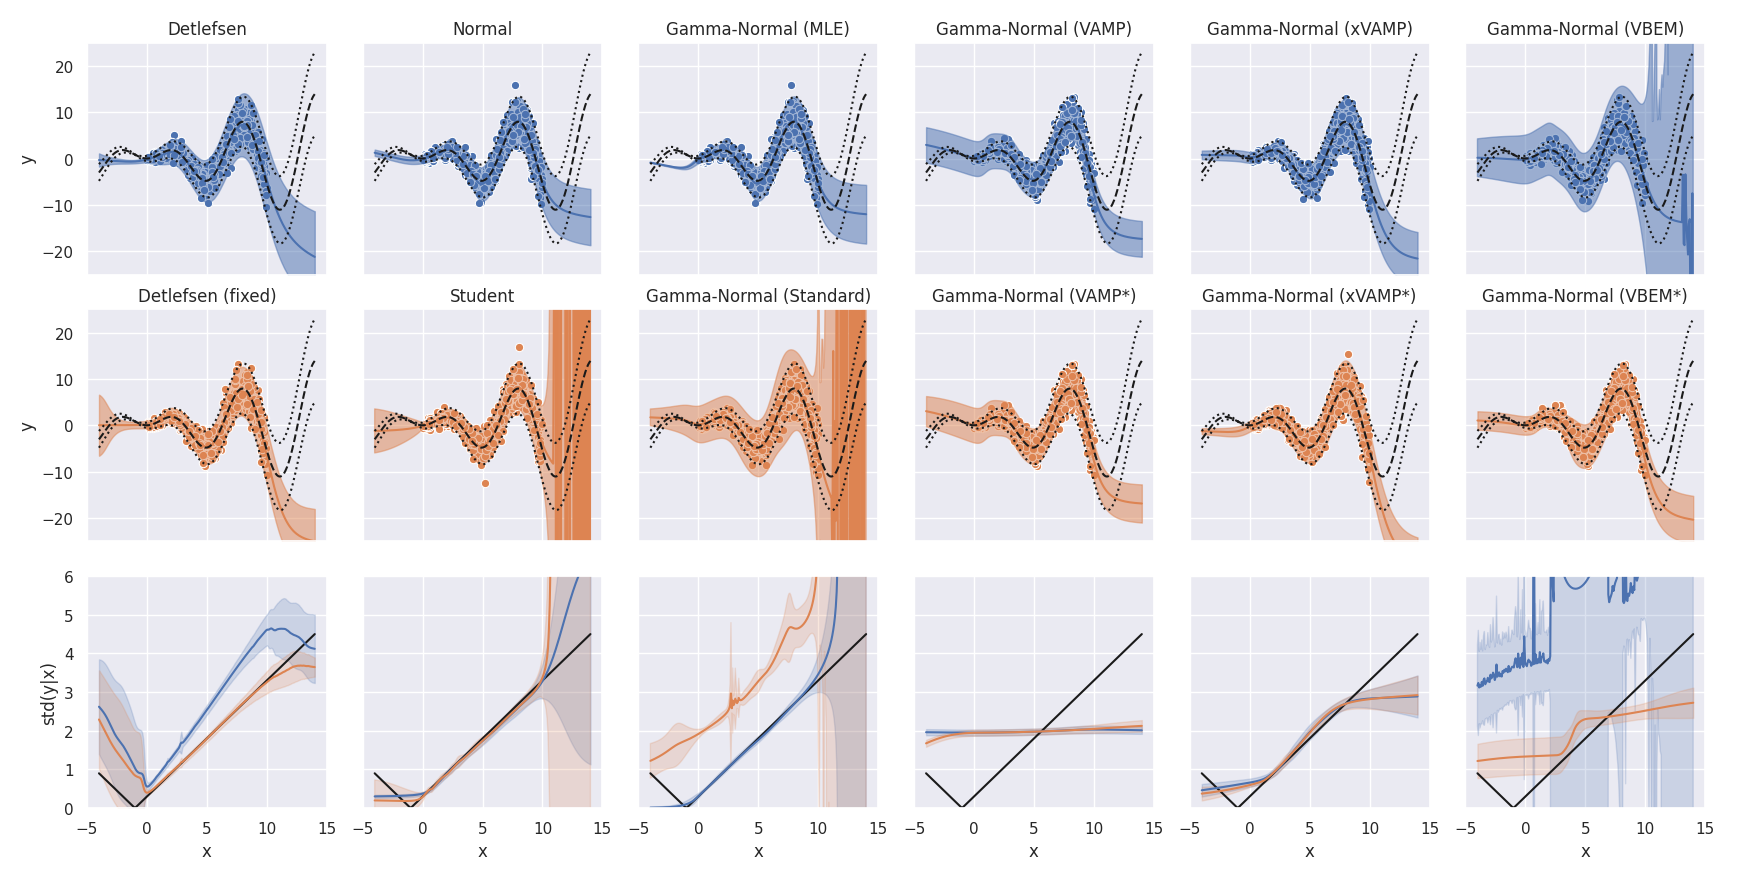 Detlefsen Normal Gamma-Normal (MLE) Gamma-Normal (VAMP) Gamma-Normal (xVAMP) Gamma-Normal (VBEM)
20
10
y
0
−10
−20
Detlefsen (fixed) Student Gamma-Normal (Standard) Gamma-Normal (VAMP*) Gamma-Normal (xVAMP*) Gamma-Normal (VBEM*)
20
10
y
0
−10
−20
6
5
4
std(y|x)
3
2
1
0
−5 0 5 10 15 −5 0 5 10 15 −5 0 5 10 15 −5 0 5 10 15 −5 0 5 10 15 −5 0 5 10 15
x x x x x x